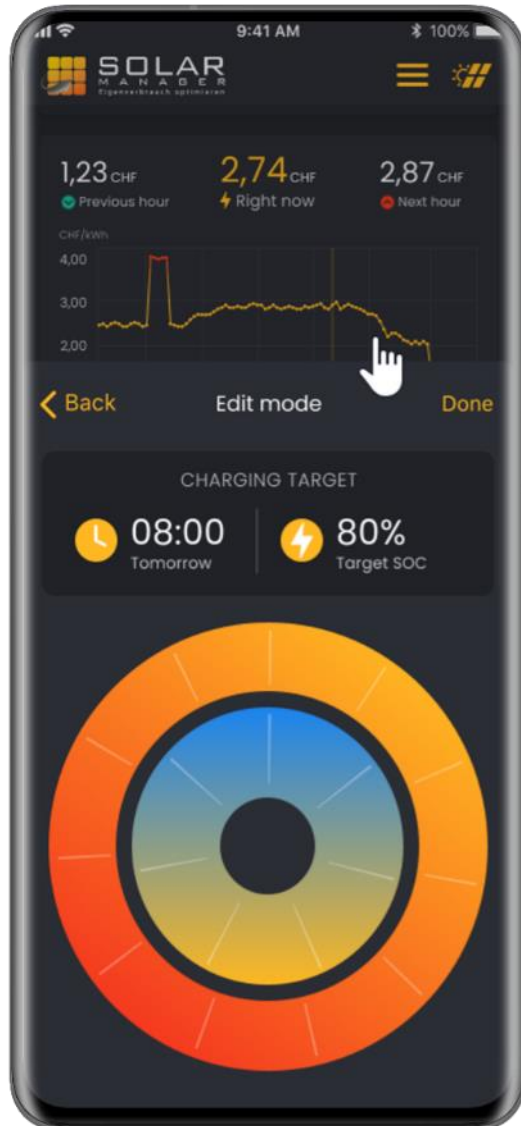 9:41 AM 100%
SOLAR
MANAGER
Eigenverbrauch optimieren
1,23 CHF 2,74 CHF 2,87 CHF
Previous hour Right now Next hour
CHF/kWh
4,00
3,00
2,00
Back Edit mode Done
CHARGING TARGET
08:00 80%
Tomorrow Target SOC